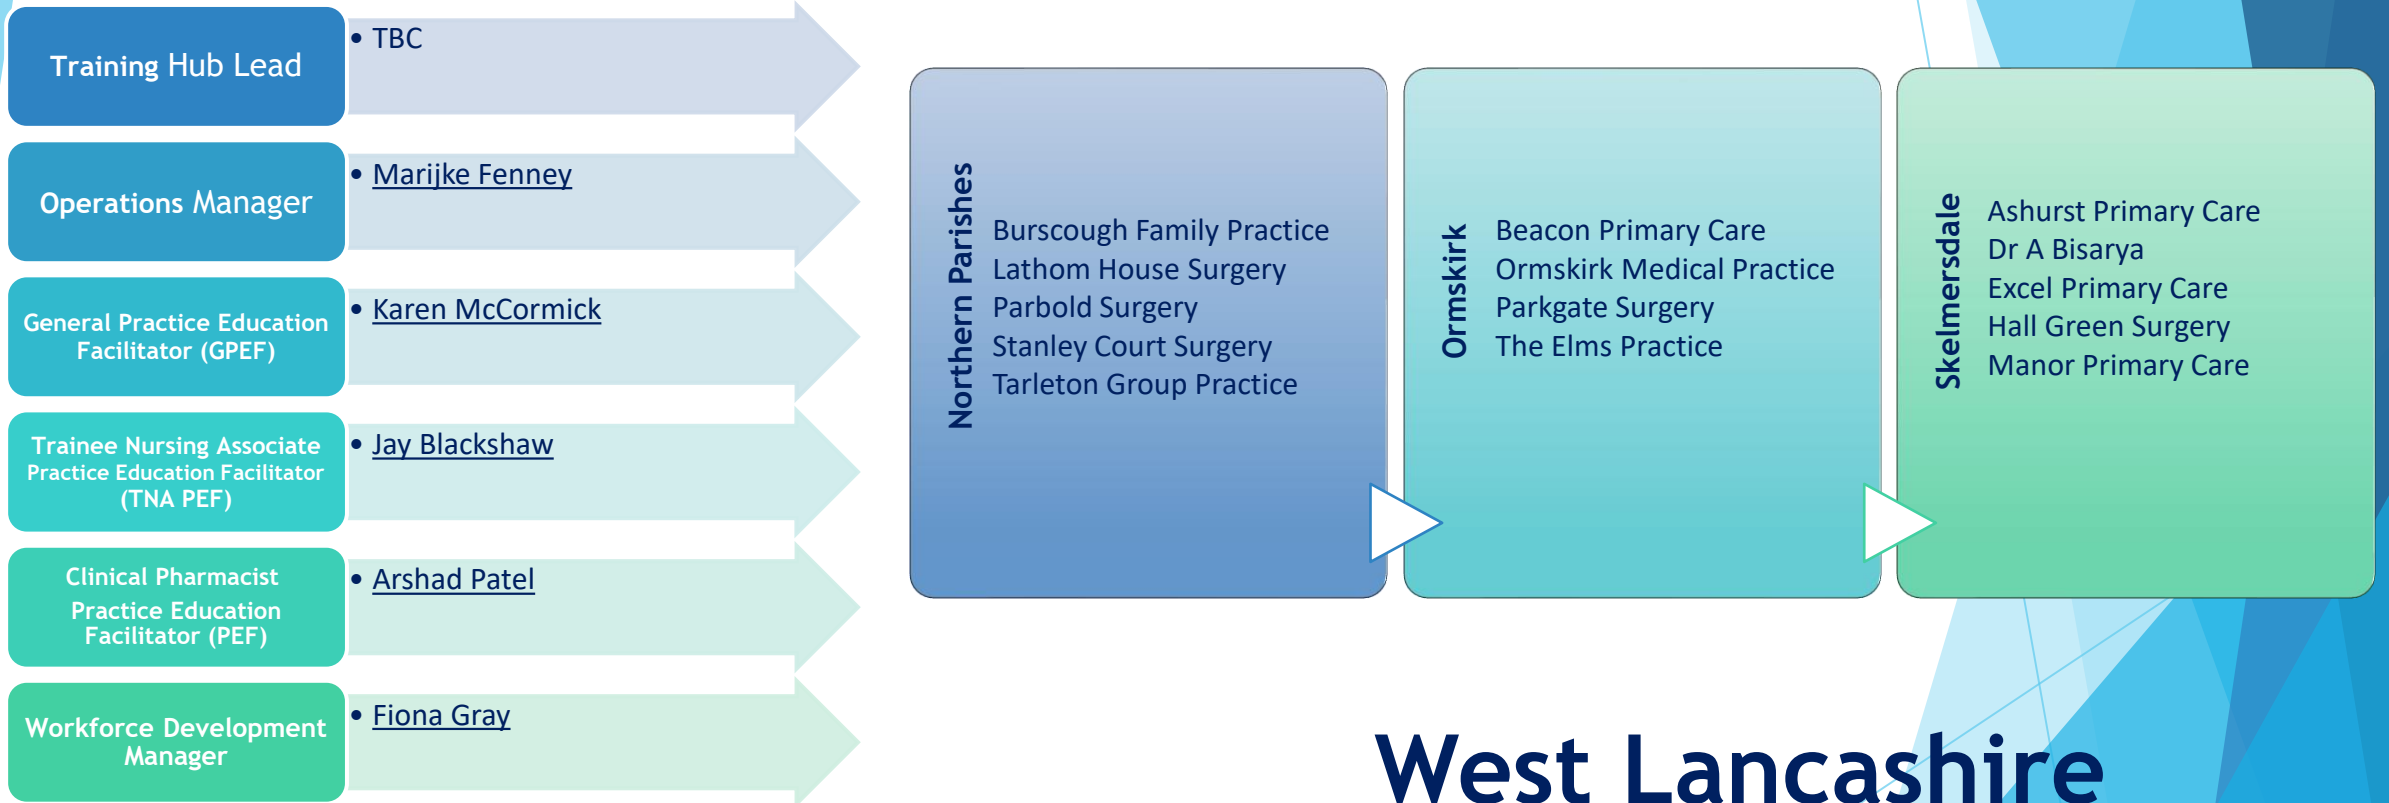 Training Hub Lead
• TBC
Operations Manager
• Marijke Fenney
General Practice Education
Facilitator (GPEF)
• Karen McCormick
Trainee Nursing Associate
Practice Education Facilitator
(TNA PEF)
• Jay Blackshaw
Clinical Pharmacist
Practice Education
Facilitator (PEF)
• Arshad Patel
Workforce Development
Manager
• Fiona Gray
Northern Parishes
Burscough Family Practice
Lathom House Surgery
Parbold Surgery
Stanley Court Surgery
Tarleton Group Practice
Ormskirk
Beacon Primary Care
Ormskirk Medical Practice
Parkgate Surgery
The Elms Practice
Skelmersdale
Ashurst Primary Care
Dr A Bisarya
Excel Primary Care
Hall Green Surgery
Manor Primary Care
West Lancashire